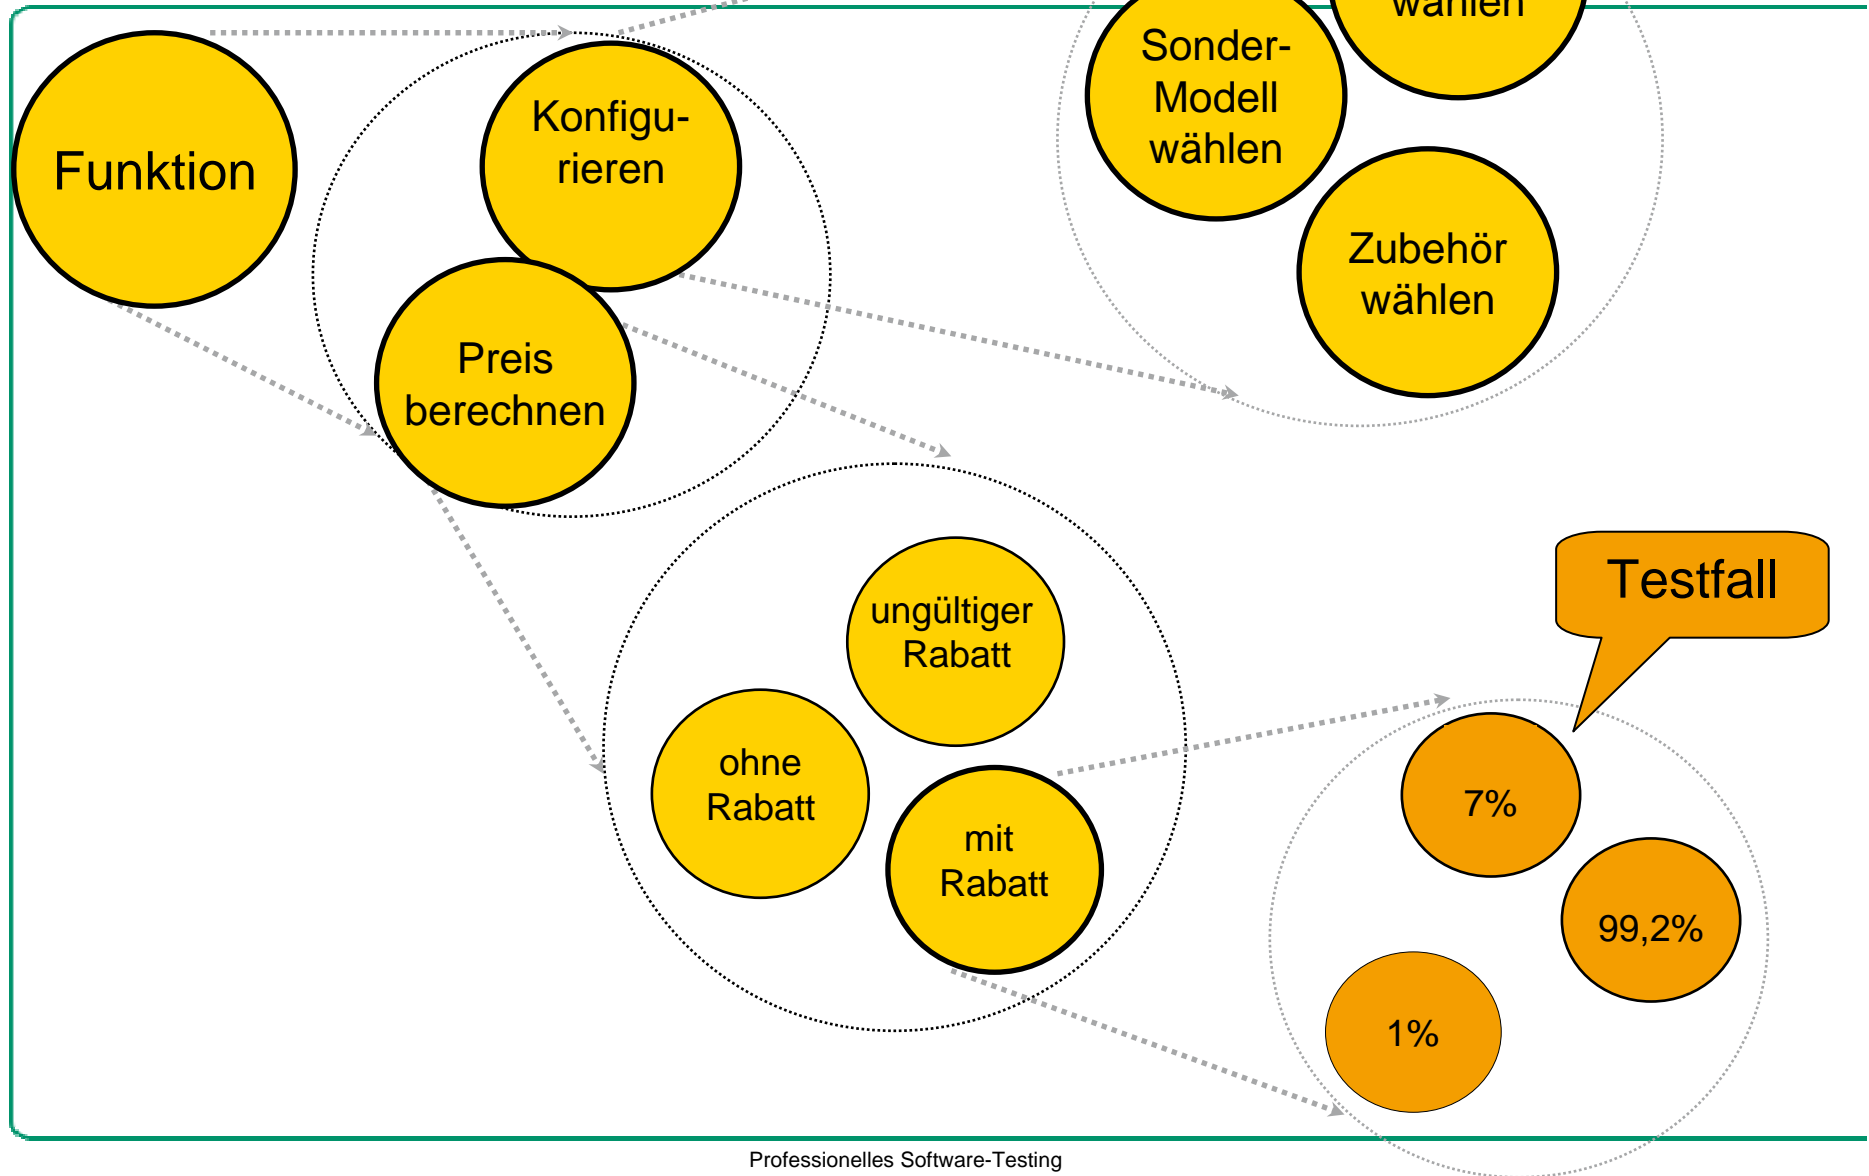 wählen
Sonder-
Modell
wählen
Funktion
Konfigu-
rieren
Zubehör
wählen
Preis
berechnen
Testfall
ungültiger
Rabatt
ohne
Rabatt
mit
Rabatt
7%
99,2%
1%
Professionelles Software-Testing